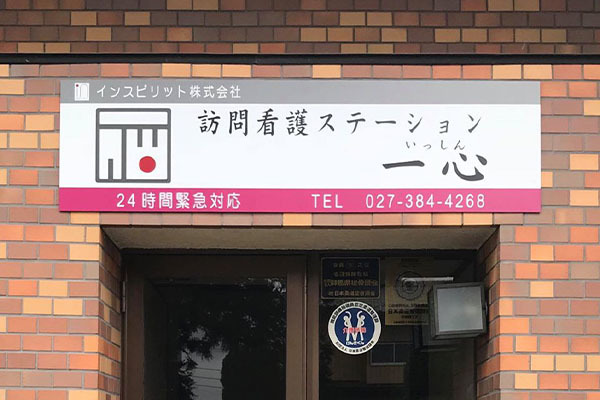 インスピリット株式会社
訪問看護ステーション
いっしん
一心
24時間緊急対応 TEL 027-384-4268